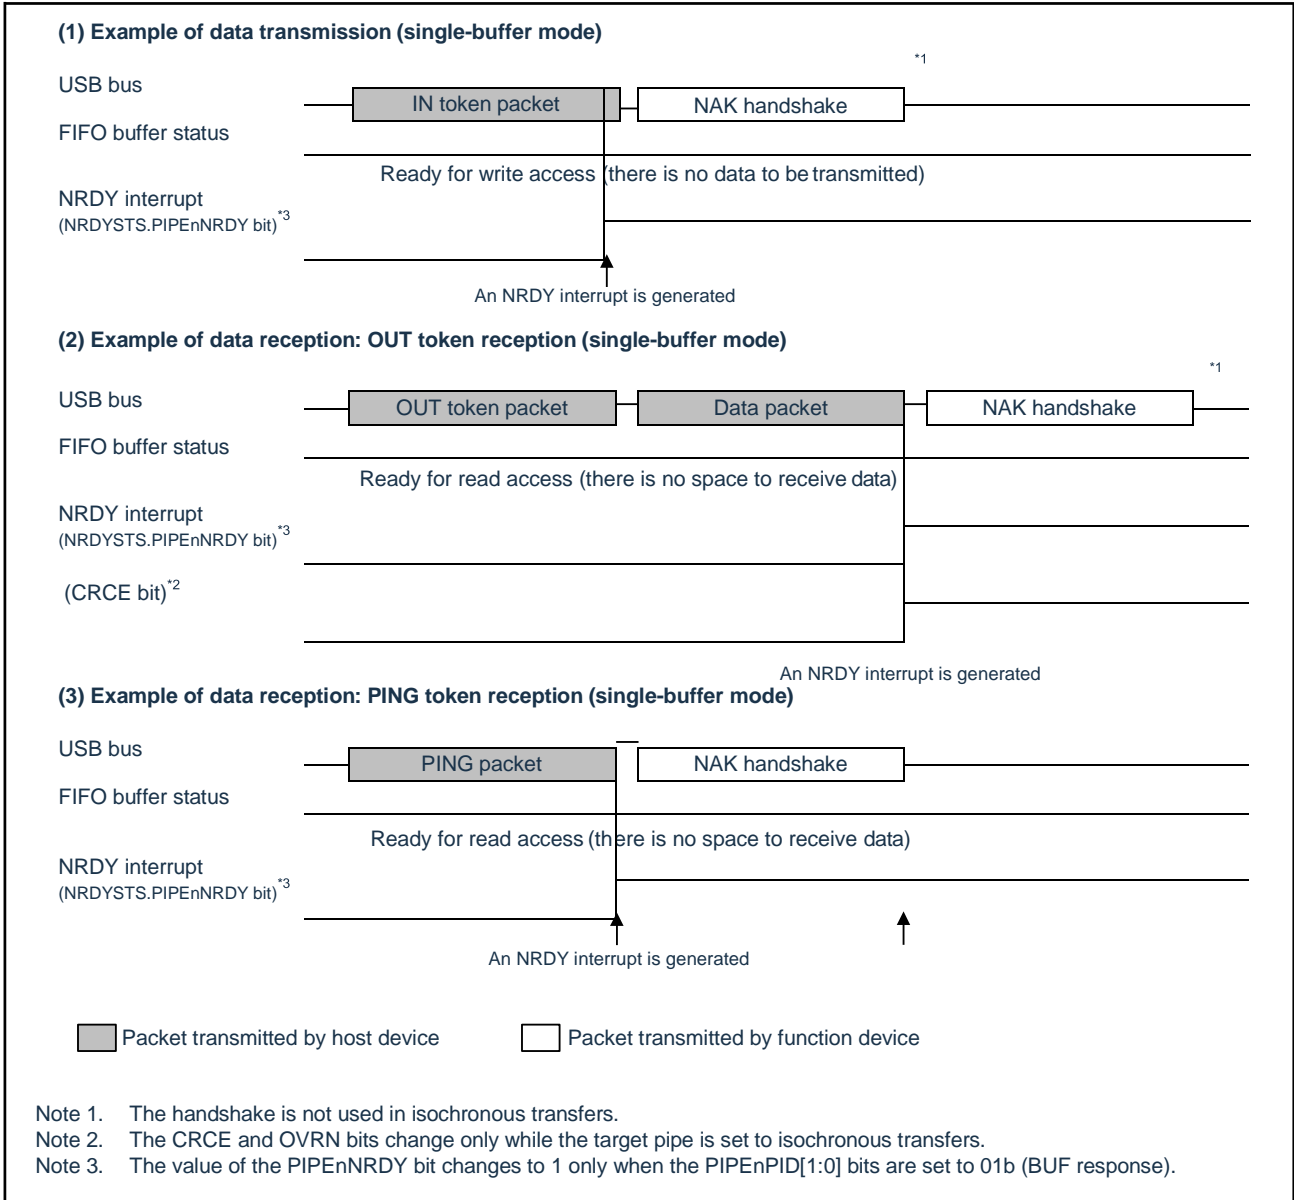 (1) Example of data transmission (single-buffer mode)
*1
USB bus
IN token packet
NAK handshake
FIFO buffer status
Ready for write access (there is no data to be transmitted)
NRDY interrupt
(NRDYSTS.PIPEnNRDY bit)*3
An NRDY interrupt is generated
(2) Example of data reception: OUT token reception (single-buffer mode)
*1
USB bus
OUT token packet
Data packet
NAK handshake
FIFO buffer status
Ready for read access (there is no space to receive data)
NRDY interrupt
(NRDYSTS.PIPEnNRDY bit)*3
(CRCE bit)*2
An NRDY interrupt is generated
(3) Example of data reception: PING token reception (single-buffer mode)
USB bus
PING packet
NAK handshake
FIFO buffer status
Ready for read access (there is no space to receive data)
NRDY interrupt
(NRDYSTS.PIPEnNRDY bit)*3
An NRDY interrupt is generated
Packet transmitted by host device
Packet transmitted by function device
Note 1. The handshake is not used in isochronous transfers.
Note 2. The CRCE and OVRN bits change only while the target pipe is set to isochronous transfers.
Note 3. The value of the PIPEnNRDY bit changes to 1 only when the PIPEnPID[1:0] bits are set to 01b (BUF response).